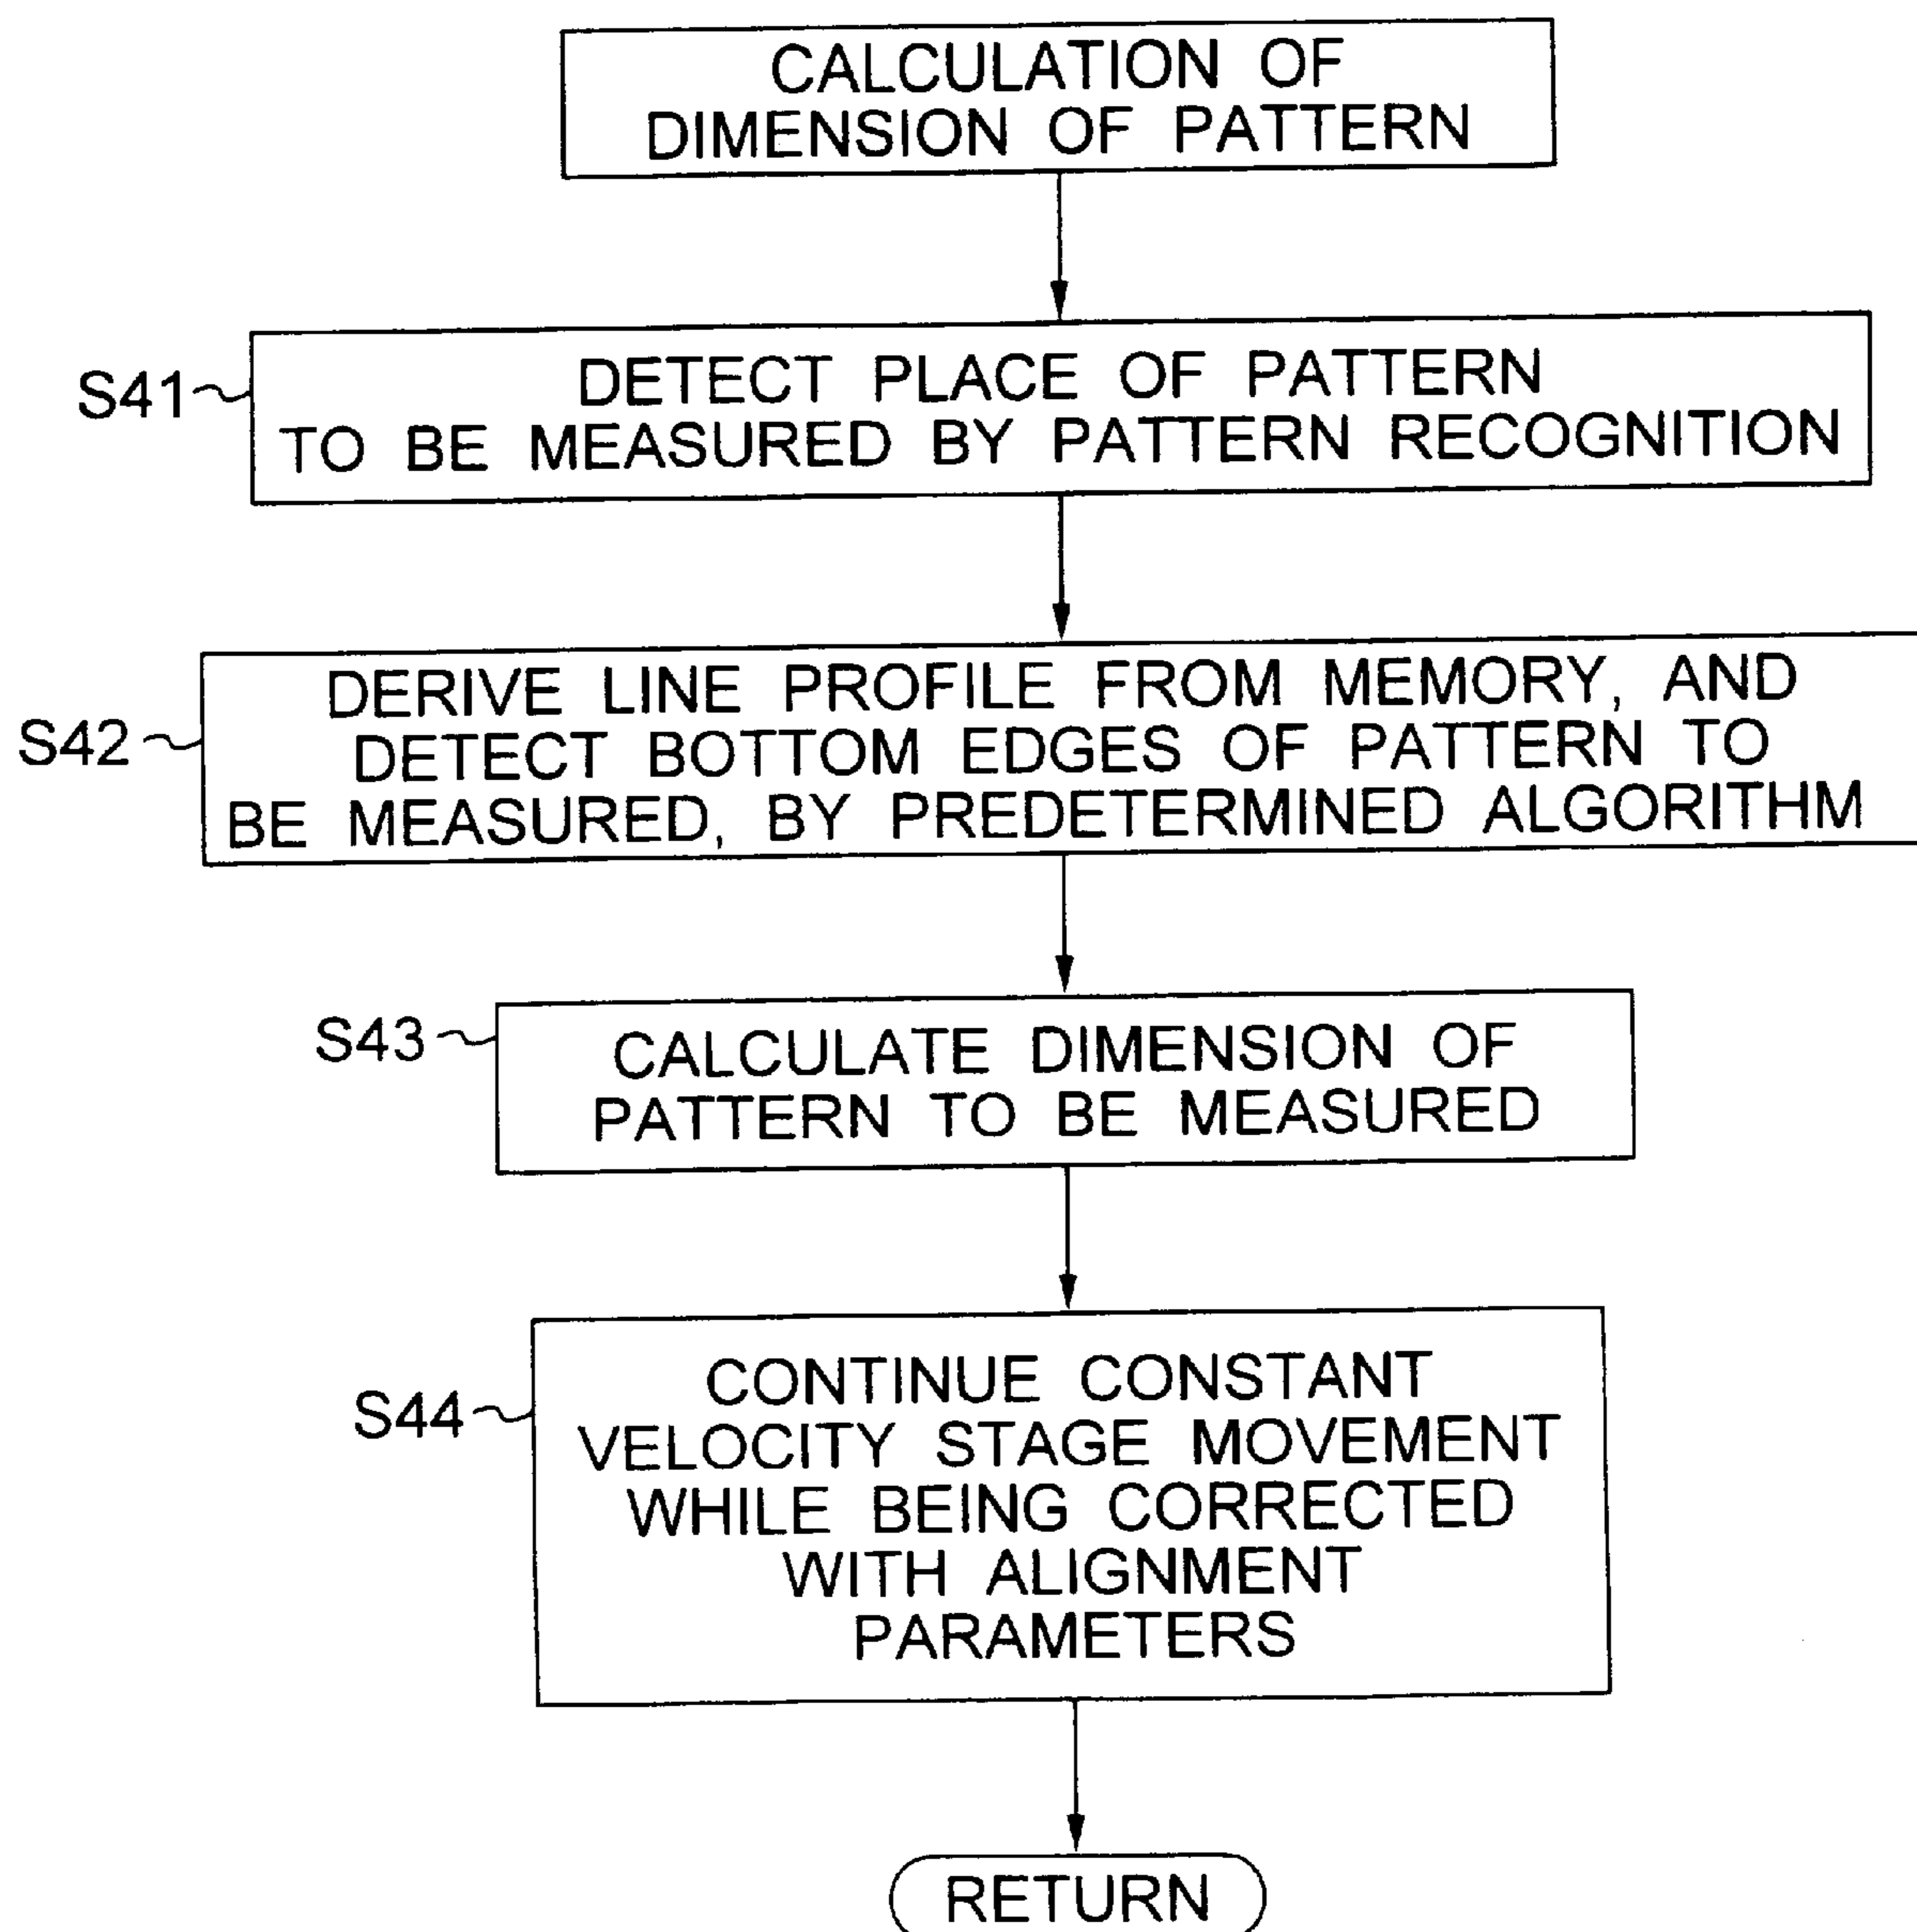 CALCULATION OF
DIMENSION OF PATTERN
S41
DETECT PLACE OF PATTERN
TO BE MEASURED BY PATTERN RECOGNITION
S42
DERIVE LINE PROFILE FROM MEMORY, AND
DETECT BOTTOM EDGES OF PATTERN TO
BE MEASURED, BY PREDETERMINED ALGORITHM
S43
CALCULATE DIMENSION OF
PATTERN TO BE MEASURED
S44
CONTINUE CONSTANT
VELOCITY STAGE MOVEMENT
WHILE BEING CORRECTED
WITH ALIGNMENT
PARAMETERS
RETURN